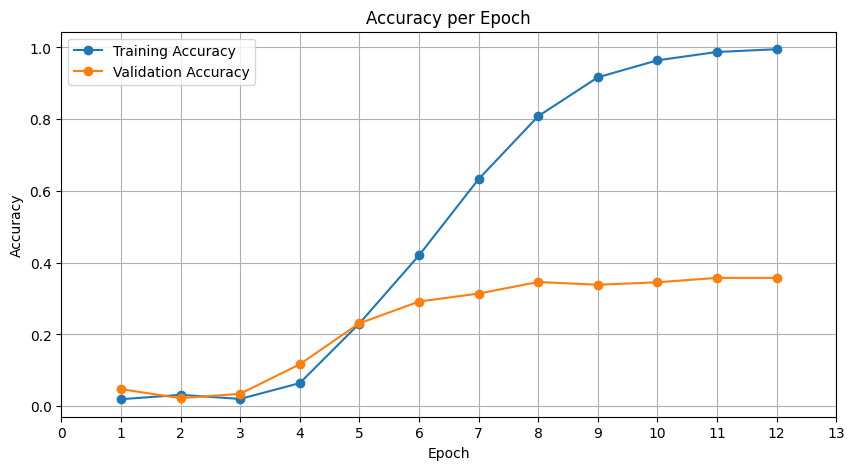 Accuracy per Epoch
Training Accuracy
Validation Accuracy
Accuracy
1.0
0.8
0.6
0.4
0.2
0.0
0 1 2 3 4 5 6 7 8 9 10 11 12 13
Epoch